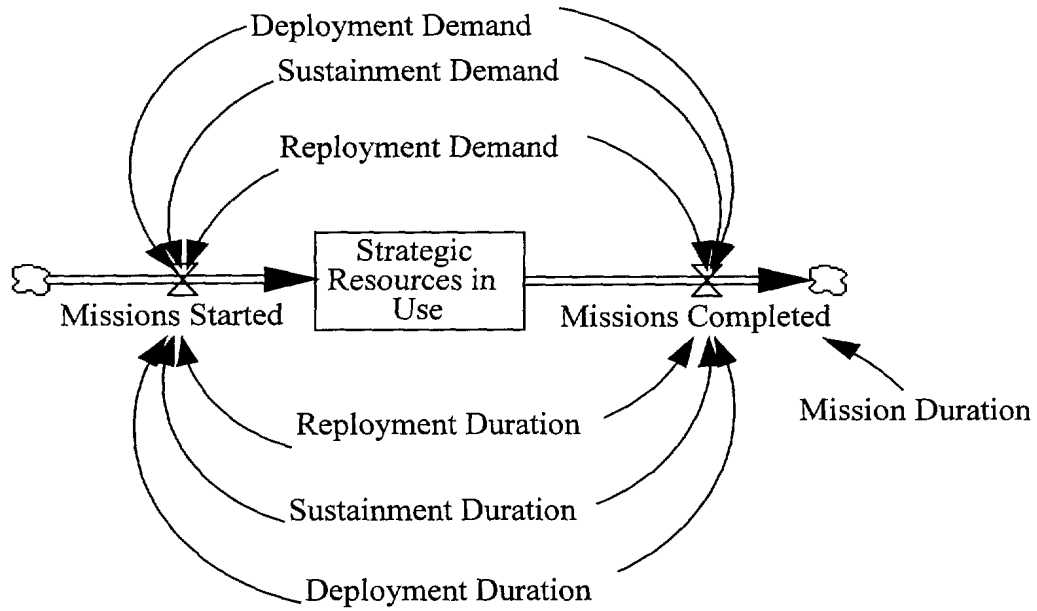 Deployment Demand
Sustainment Demand
Reployment Demand
Strategic
Resources in
Use
Missions Started
Missions Completed
Mission Duration
Reployment Duration
Sustainment Duration
Deployment Duration